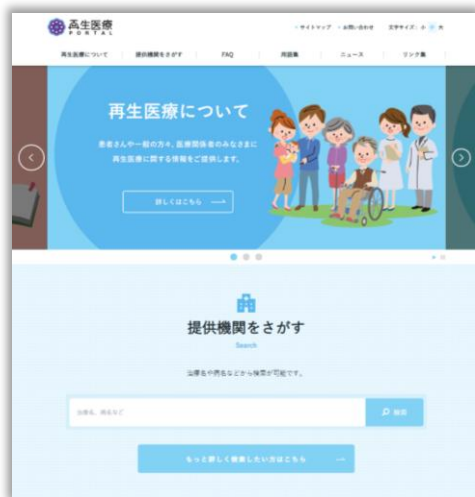 再生医療
PORTAL
サイトマップ
お問い合わせ
文字サイズ： 小 中 大
再生医療について
提供機関をさがす
FAQ
用語集
ニュース
リンク集
再生医療について
患者さんや一般の方々、医療関係者のみなさまに
再生医療に関する情報をご提供します。
詳しくはこちら
提供機関をさがす
Search
治療名や病名などから検索が可能です。
治療名、病名など
検索
もっと詳しく検索したい方はこちら